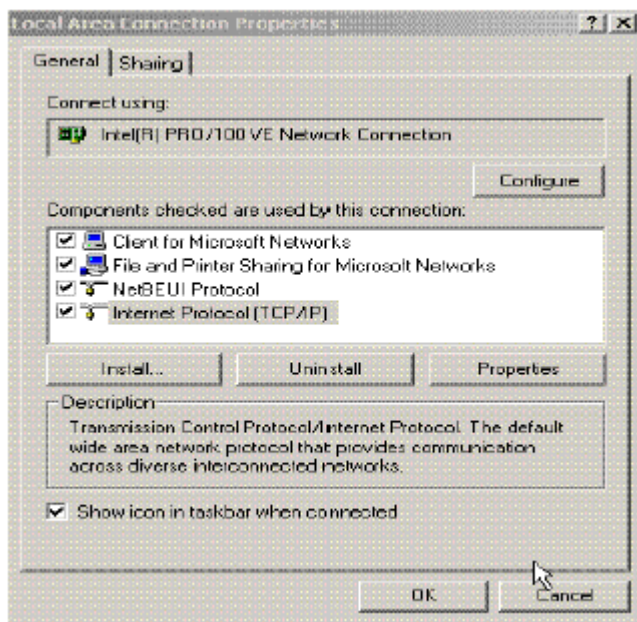 Local Area Connection Properties
General
Sharing
Connect using:
Intel(R) PRO/100 VE Network Connection
Configure
Components checked are used by this connection:
Client for Microsoft Networks
File and Printer Sharing for Microsoft Networks
NetBEUI Protocol
Internet Protocol (TCP/IP)
Install...
Uninstall
Properties
Description
Transmission Control Protocol/Internet Protocol. The default
wide area network protocol that provides communication
across diverse interconnected networks.
Show icon in taskbar when connected
OK
Cancel